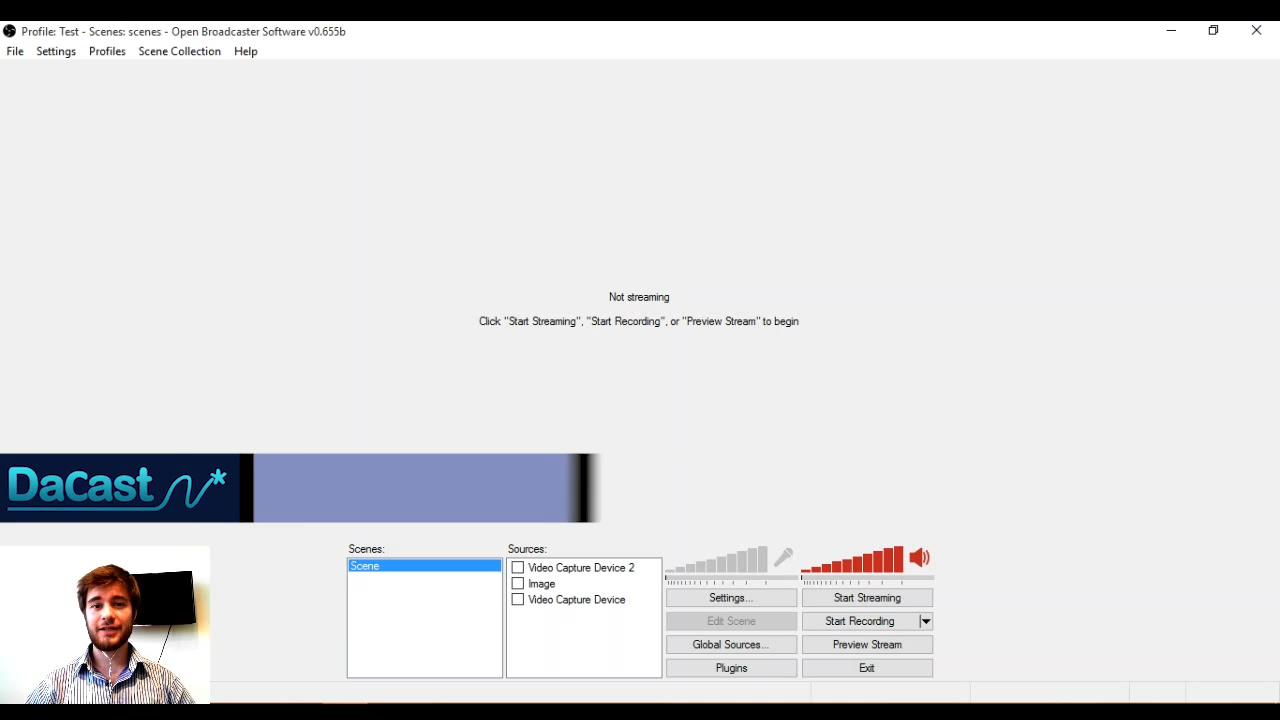 Profile: Test - Scenes: scenes - Open Broadcaster Software v0.655b
File Settings Profiles Scene Collection Help
Not streaming
Click "Start Streaming", "Start Recording", or "Preview Stream" to begin
DaCast
Scenes:
Scene
Sources:
Video Capture Device 2
Image
Video Capture Device
Settings...
Edit Scene
Global Sources...
Plugins
Start Streaming
Start Recording
Preview Stream
Exit